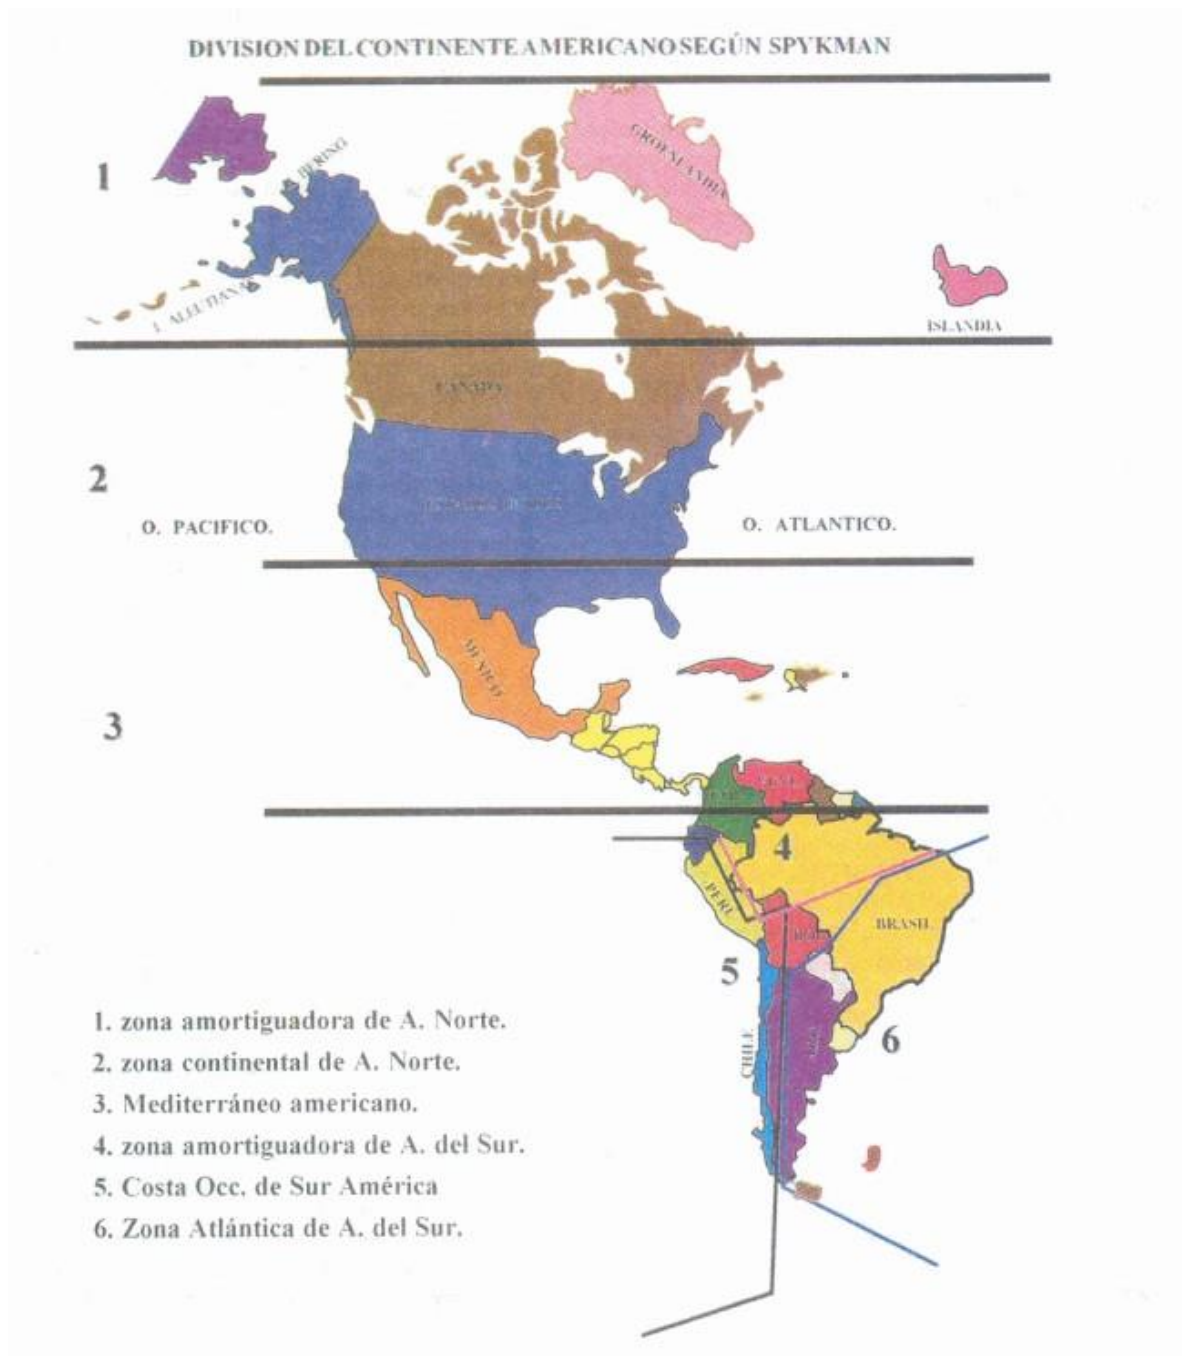 DIVISION DEL CONTINENTE AMERICANO SEGÚN SPYKMAN
1
BERING
GROENLANDIA
I. ALEUTIANAS
ISLANDIA
CANADA
2
O. PACIFICO.
O. ATLANTICO.
MEXICO
3
4
PERU
BRASIL
5
CHILE
6
1. zona amortiguadora de A. Norte.
2. zona continental de A. Norte.
3. Mediterráneo americano.
4. zona amortiguadora de A. del Sur.
5. Costa Occ. de Sur América
6. Zona Atlántica de A. del Sur.